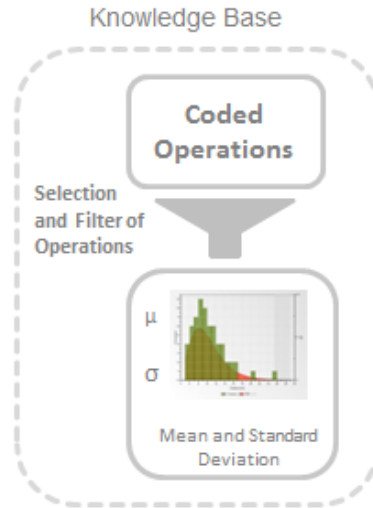 Knowledge Base
Coded
Operations
Selection
and Filter of
Operations
μ
σ
Mean and Standard
Deviation